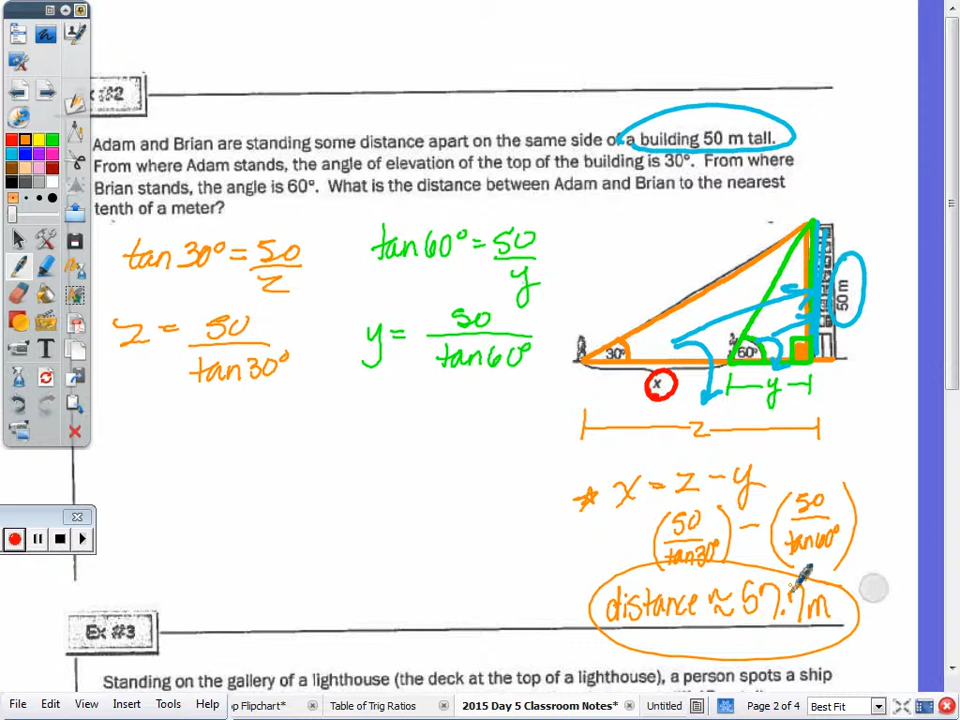 Ex #2
Adam and Brian are standing some distance apart on the same side of a building 50 m tall.
From where Adam stands, the angle of elevation of the top of the building is 30°. From where
Brian stands, the angle is 60°. What is the distance between Adam and Brian to the nearest
tenth of a meter?
tan 30° = 50/z
tan 60° = 50/y
z = 50/tan 30°
y = 50/tan 60°
50 m
30°
60°
x
y
z
* x = z - y
(50/tan30°) - (50/tan60°)
distance ≈ 57.7m
Ex #3
Standing on the gallery of a lighthouse (the deck at the top of a lighthouse), a person spots a ship
File Edit View Insert Tools
p Flipchart*
Table of Trig Ratios
2015 Day 5 Classroom Notes*
Untitled
Page 2 of 4
Best Fit